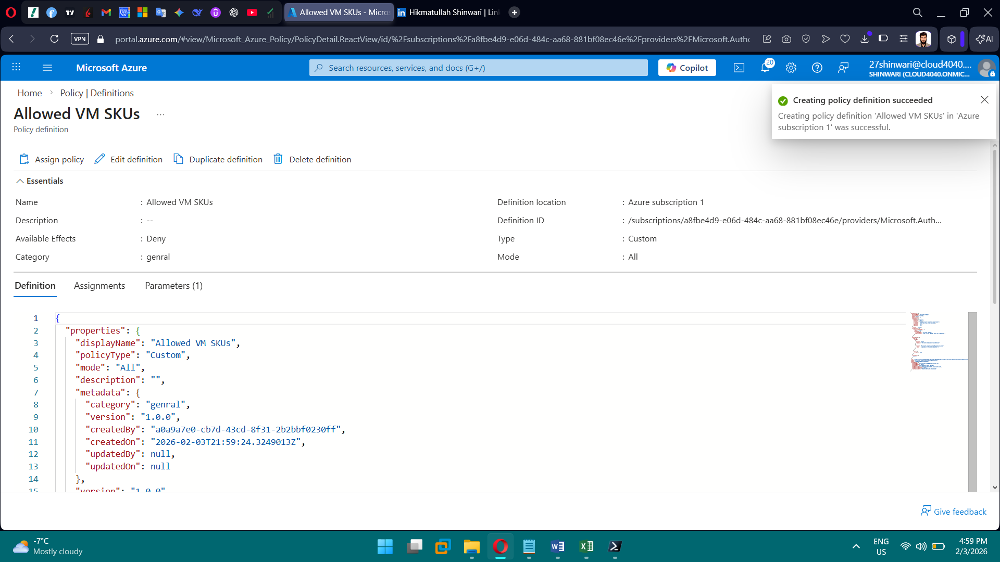 Allowed VM SKUs - Micros
Hikmatullah Shinwari | Lin
VPN
portal.azure.com/#view/Microsoft_Azure_Policy/PolicyDetail.ReactView/id/%2Fsubscriptions%2Fa8fbe4d9-e06d-484c-aa68-881bf08ec46e%2Fproviders%2FMicrosoft.Autho
AI
Microsoft Azure
Search resources, services, and docs (G+/)
Copilot
20
27shinwari@cloud4040....
SHINWARI (CLOUD4040.ONMIC...
Home > Policy | Definitions
Allowed VM SKUs ...
Policy definition
Creating policy definition succeeded
Creating policy definition 'Allowed VM SKUs' in 'Azure
subscription 1' was successful.
Assign policy Edit definition Duplicate definition Delete definition
Essentials
Name : Allowed VM SKUs
Definition location : Azure subscription 1
Description : --
Definition ID : /subscriptions/a8fbe4d9-e06d-484c-aa68-881bf08ec46e/providers/Microsoft.Auth...
Available Effects : Deny
Type : Custom
Category : genral
Mode : All
Definition Assignments Parameters (1)
1 {
2 "properties": {
3 "displayName": "Allowed VM SKUs",
4 "policyType": "Custom",
5 "mode": "All",
6 "description": "",
7 "metadata": {
8 "category": "genral",
9 "version": "1.0.0",
10 "createdBy": "a0a9a7e0-cb7d-43cd-8f31-2b2bbf0230ff",
11 "createdOn": "2026-02-03T21:59:24.3249013Z",
12 "updatedBy": null,
13 "updatedOn": null
14 },
15 "version": "1.0.0"
Give feedback
-7°C
Mostly cloudy
ENG
US
4:59 PM
2/3/2026